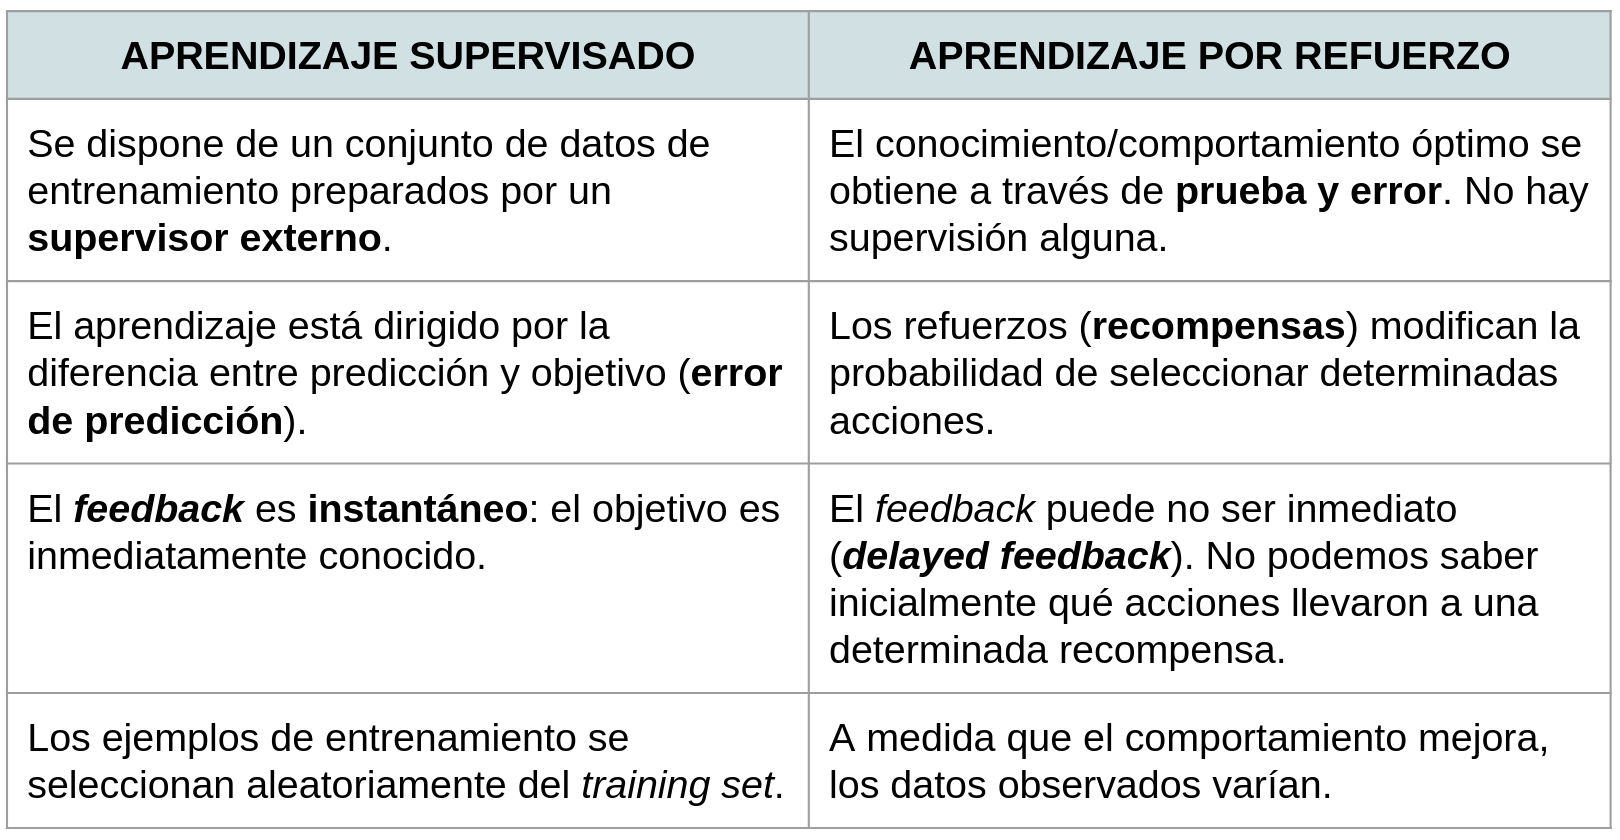 APRENDIZAJE SUPERVISADO
APRENDIZAJE POR REFUERZO
Se dispone de un conjunto de datos de
entrenamiento preparados por un
supervisor externo.
El conocimiento/comportamiento óptimo se
obtiene a través de prueba y error. No hay
supervisión alguna.
El aprendizaje está dirigido por la
diferencia entre predicción y objetivo (error
de predicción).
Los refuerzos (recompensas) modifican la
probabilidad de seleccionar determinadas
acciones.
El feedback es instantáneo: el objetivo es
inmediatamente conocido.
El feedback puede no ser inmediato
(delayed feedback). No podemos saber
inicialmente qué acciones llevaron a una
determinada recompensa.
Los ejemplos de entrenamiento se
seleccionan aleatoriamente del training set.
A medida que el comportamiento mejora,
los datos observados varían.